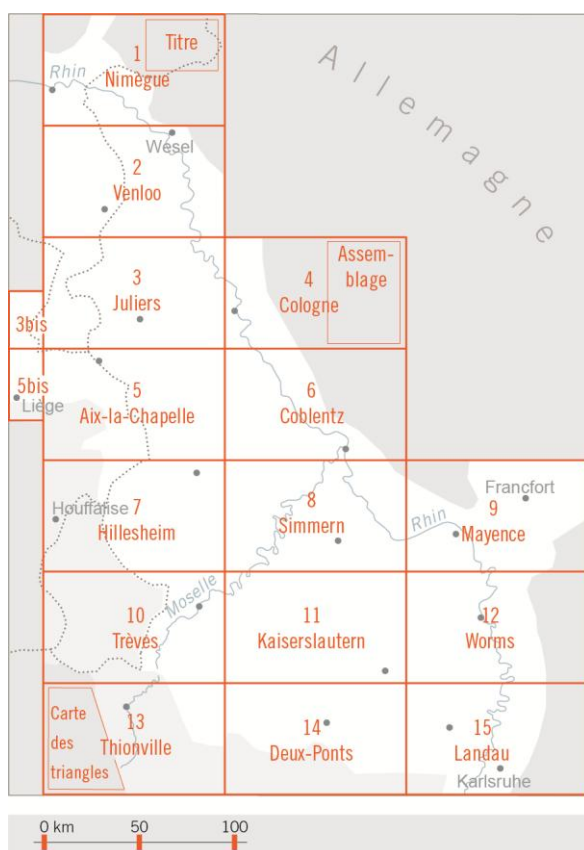 1
Nimègue
Titre
Rhin
Allemagne
Wesel
2
Venloo
3
Juliers
4
Cologne
Assem-
blage
3bis
5bis
Liège
5
Aix-la-Chapelle
6
Coblentz
7
Hillesheim
Houffalise
8
Simmern
Rhin
Francfort
9
Mayence
Moselle
10
Trèves
11
Kaiserslautern
12
Worms
Carte
des
triangles
13
Thionville
14
Deux-Ponts
15
Landau
Karlsruhe
0 km 50 100